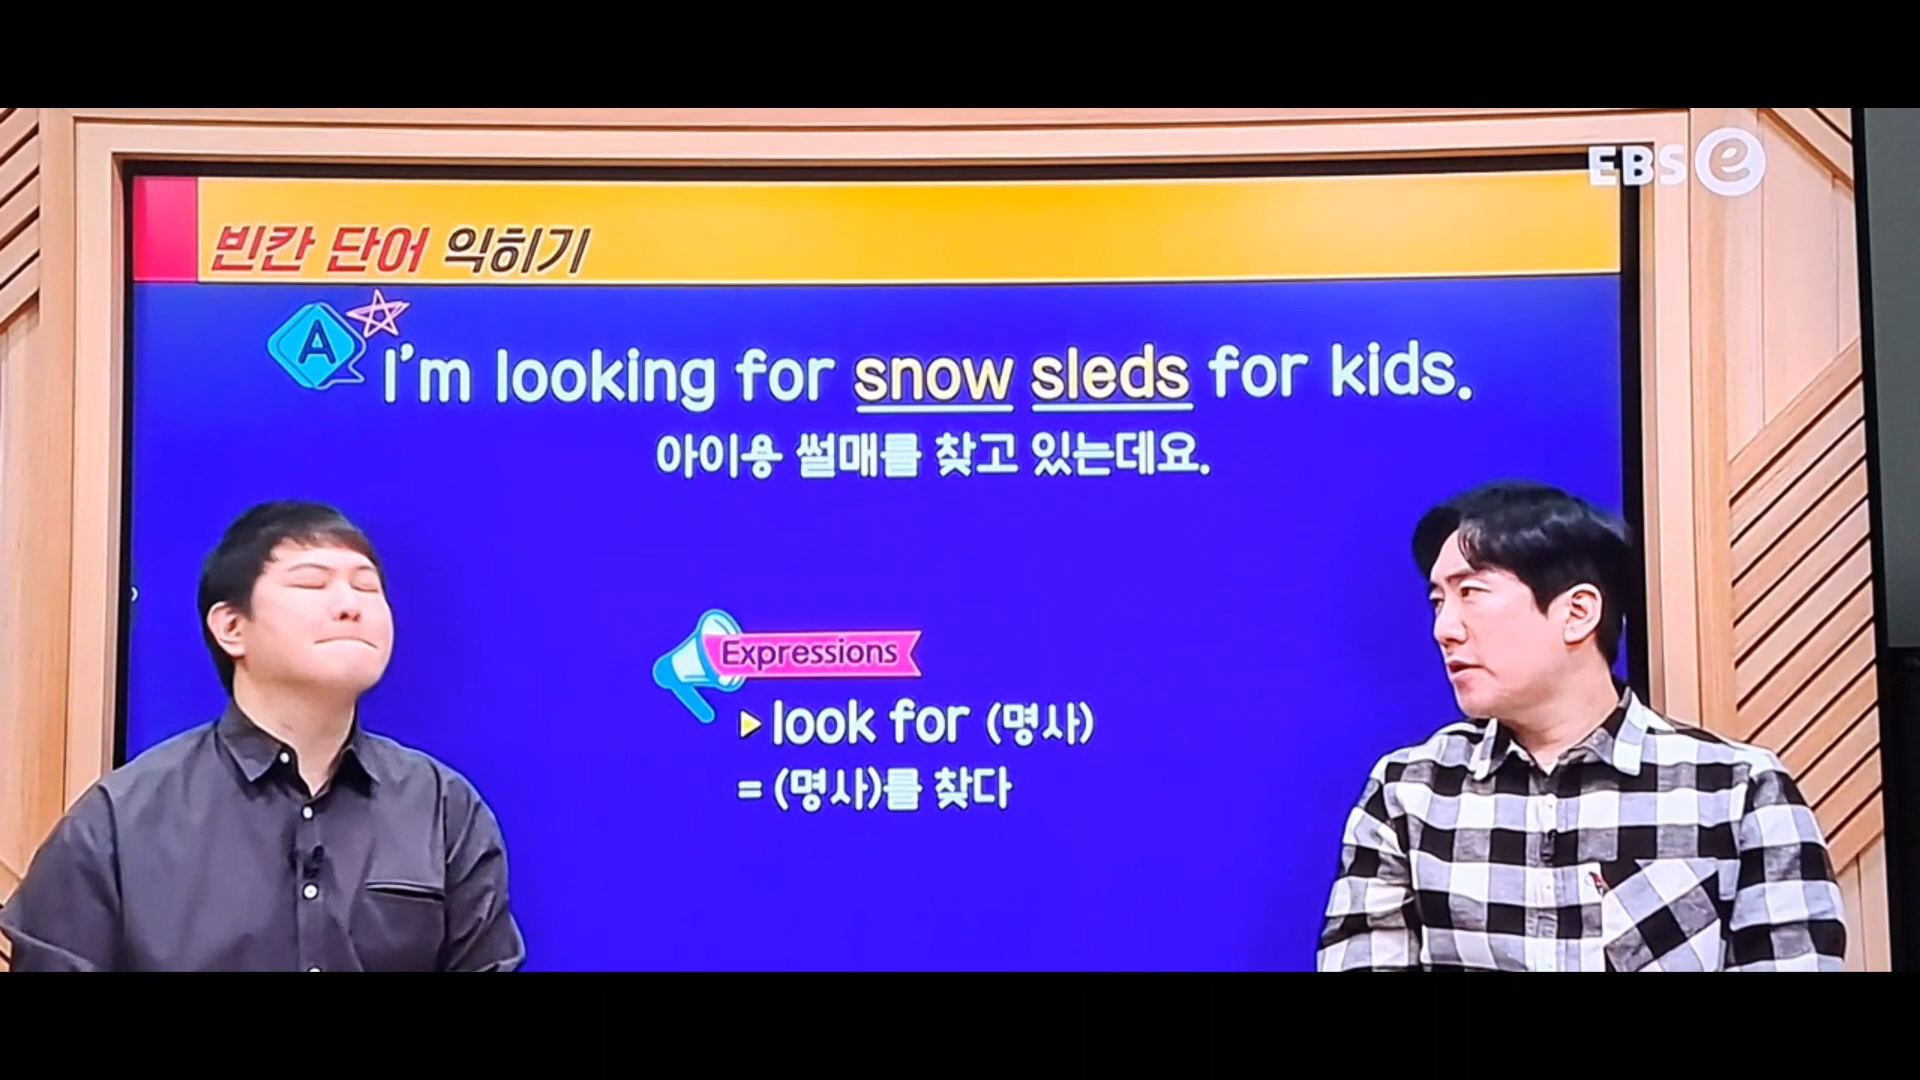 EBS e
빈칸 단어 익히기
A
I'm looking for snow sleds for kids.
아이용 썰매를 찾고 있는데요.
Expressions
▶ look for (명사)
= (명사)를 찾다